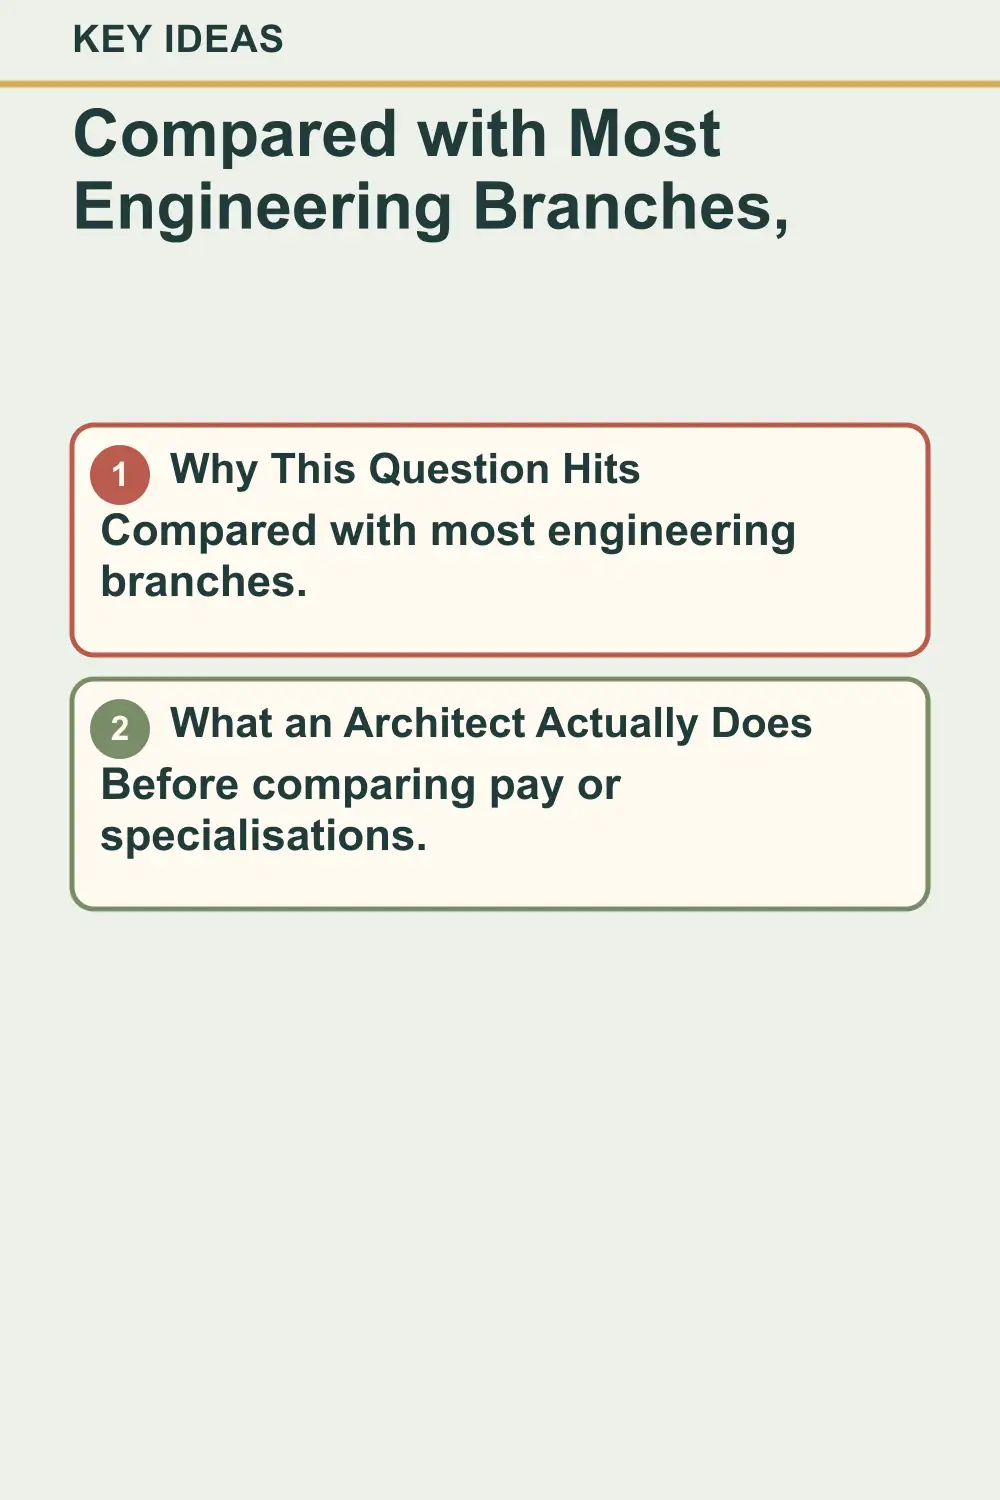 KEY IDEAS
Compared with Most
Engineering Branches,
1 Why This Question Hits
Compared with most engineering
branches.
2 What an Architect Actually Does
Before comparing pay or
specialisations.